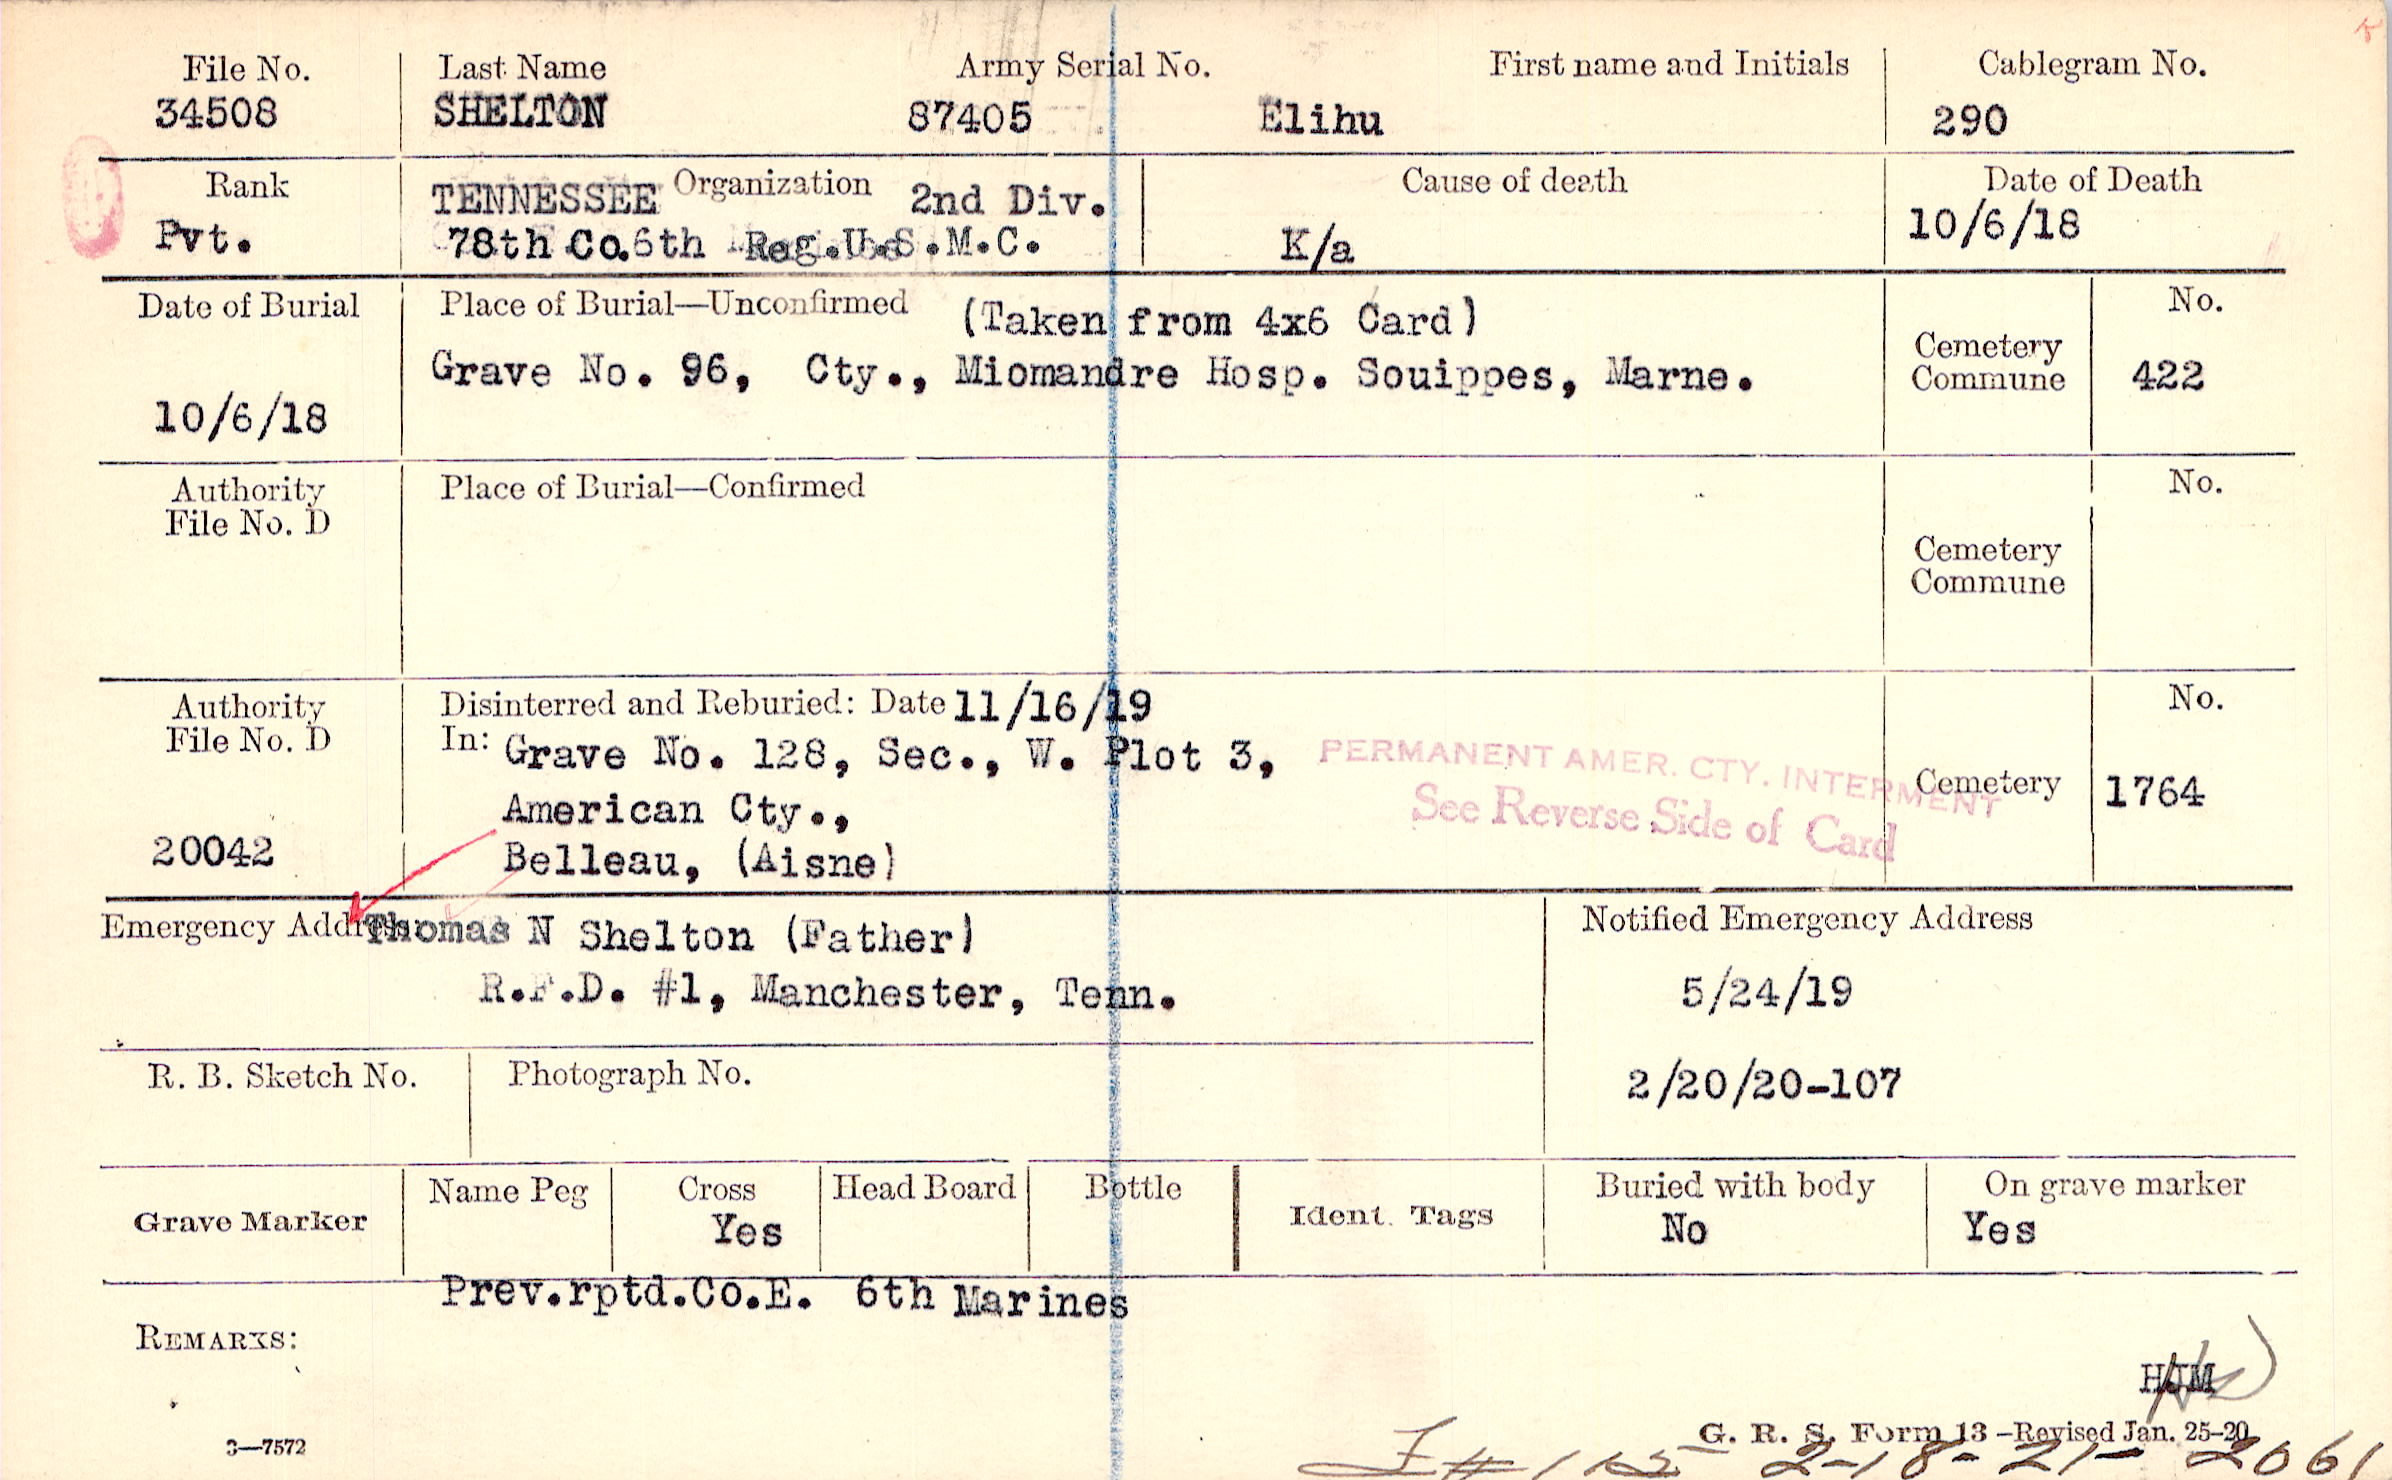 File No. Last Name Army Serial No. First name and Initials Cablegram No.
34508 SHELTON 87405 Elihu 290
Rank TENNESSEE Organization 2nd Div. Cause of death Date of Death
Pvt. 78th Co. 6th Reg.U.S.M.C. K/a 10/6/18
Date of Burial Place of Burial—Unconfirmed (Taken from 4x6 Card) No.
Grave No. 96, Cty., Miomandre Hosp. Souippes, Marne. Cemetery Commune 422
10/6/18
Authority File No. D Place of Burial—Confirmed No.
Cemetery Commune
Authority File No. D Disinterred and Reburied: Date 11/16/19 No.
In: Grave No. 128, Sec., W. Plot 3, PERMANENT AMER. CTY. INTERMENT
American Cty., See Reverse Side of Card Cemetery 1764
20042 Belleau, (Aisne)
Emergency Address Thomas N Shelton (Father) Notified Emergency Address
R.F.D. #1, Manchester, Tenn. 5/24/19
R. B. Sketch No. Photograph No. 2/20/20-107
Grave Marker Name Peg Cross Head Board Bottle Ident. Tags Buried with body On grave marker
Yes No Yes
Prev.rptd.Co.E. 6th Marines
REMARKS:
HJM
3—7572 G. R. S. Form 13—Revised Jan. 25-20
2-18-21- 2061